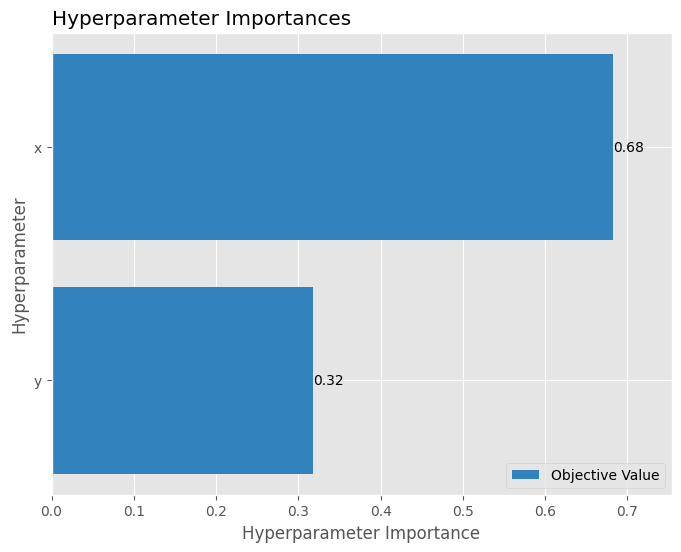 Hyperparameter Importances
Hyperparameter
x
0.68
y
0.32
Objective Value
0.0 0.1 0.2 0.3 0.4 0.5 0.6 0.7
Hyperparameter Importance